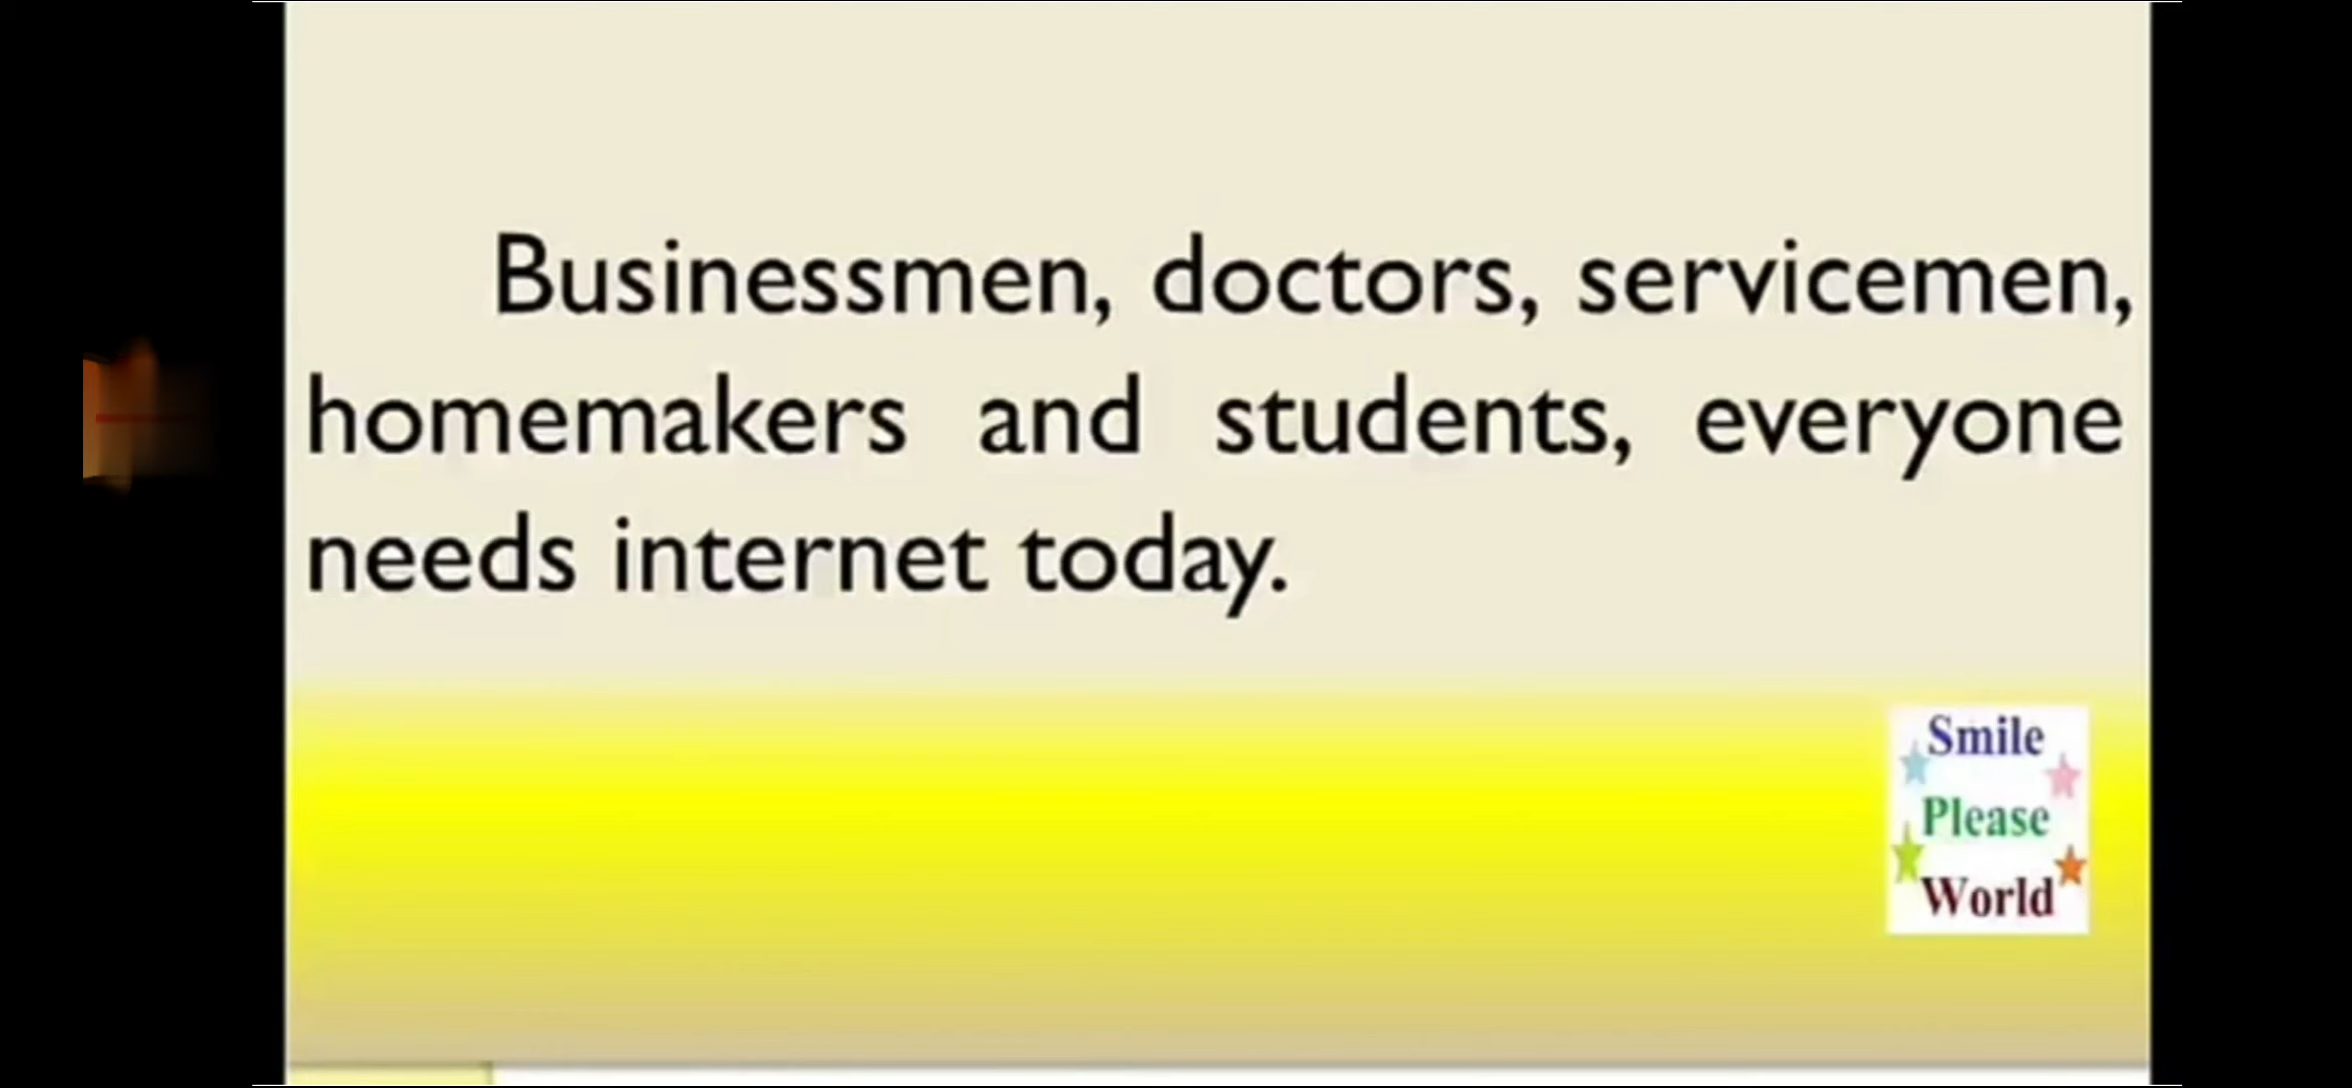 Businessmen, doctors, servicemen,
homemakers and students, everyone
needs internet today.
Smile
Please
World